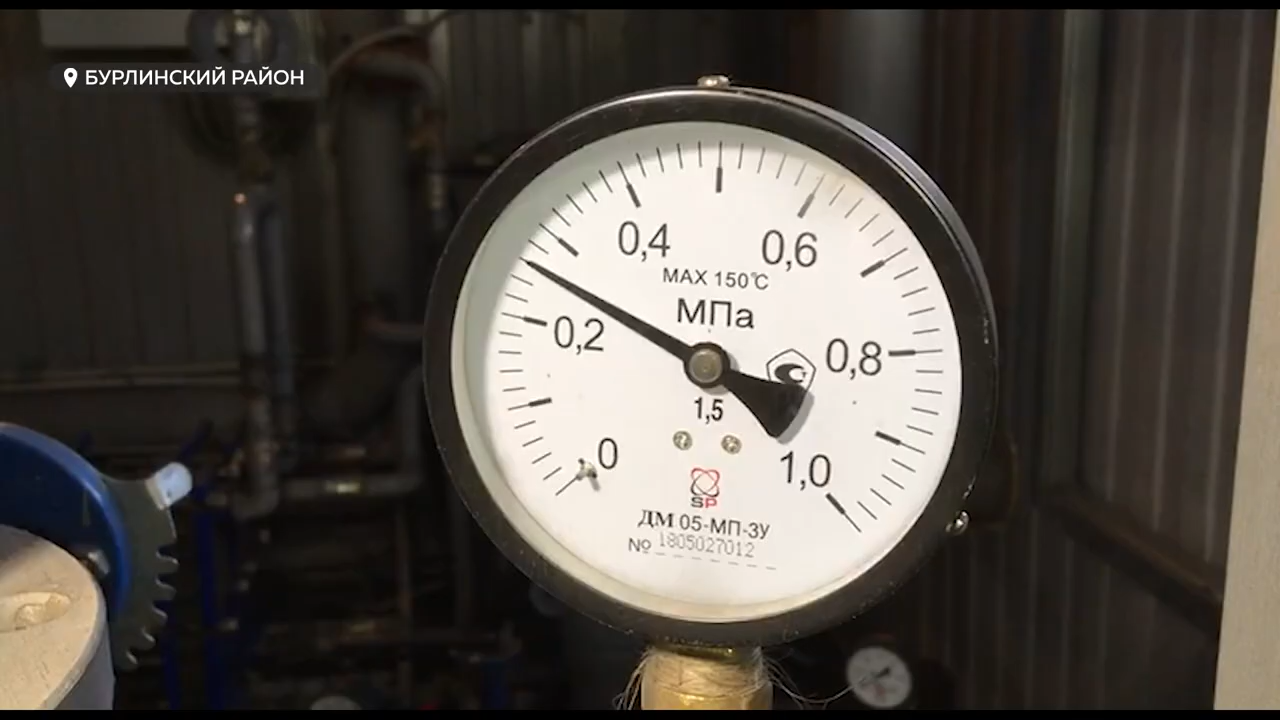 БУРЛИНСКИЙ РАЙОН
0,4
0,6
MAX 150°C
МПа
0,2
0,8
1,5
0
1,0
SP
ДМ 05-МП-3У
№ 1805027012